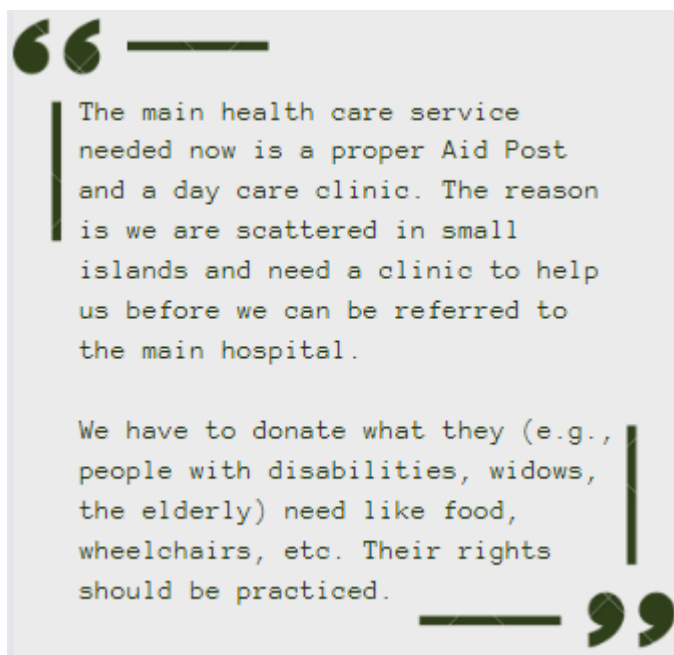 The main health care service
needed now is a proper Aid Post
and a day care clinic. The reason
is we are scattered in small
islands and need a clinic to help
us before we can be referred to
the main hospital.
We have to donate what they (e.g.,
people with disabilities, widows,
the elderly) need like food,
wheelchairs, etc. Their rights
should be practiced.